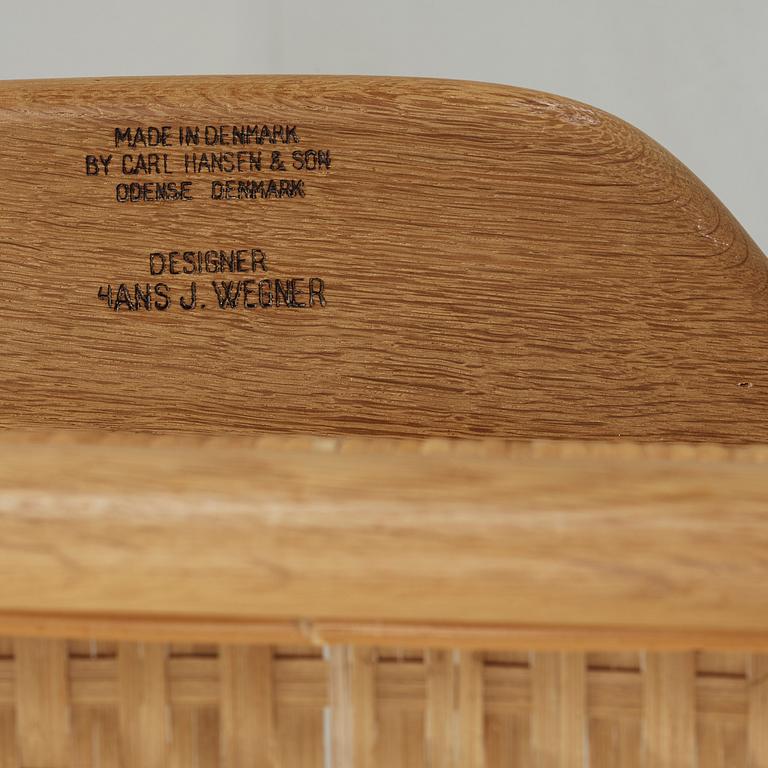 MADE IN DENMARK
BY CARL HANSEN & SON
ODENSE DENMARK
DESIGNER
HANS J. WEGNER